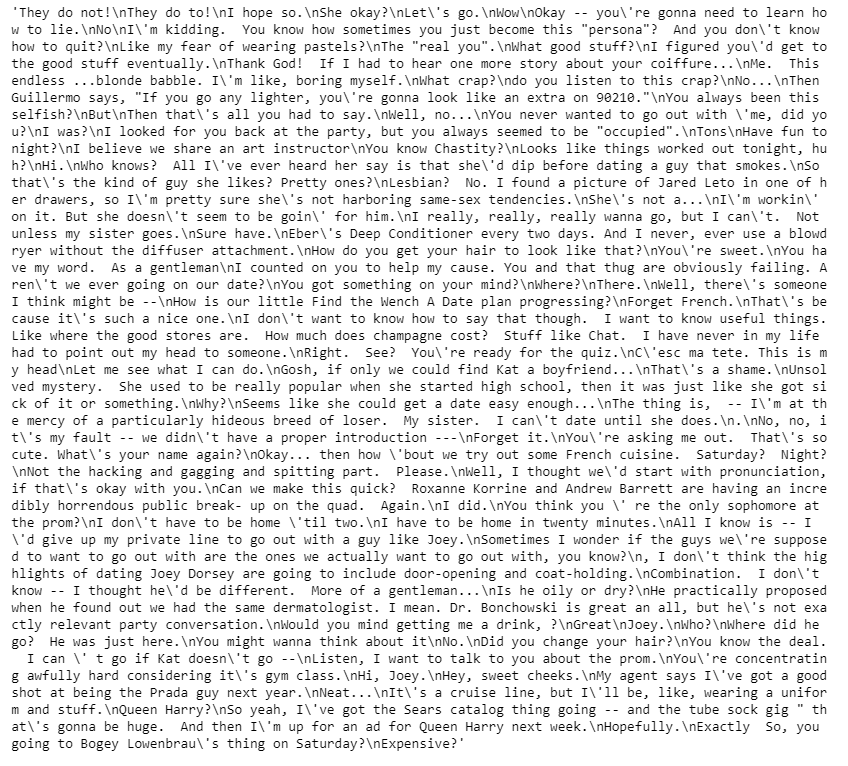 'They do not!\nThey do to!\nI hope so.\nShe okay?\nLet\'s go.\nWow\nOkay -- you\'re gonna need to learn ho
w to lie.\nNo\nI\'m kidding.  You know how sometimes you just become this "persona"?  And you don\'t know
how to quit?\nLike my fear of wearing pastels?\nThe "real you".\nWhat good stuff?\nI figured you\'d get to
the good stuff eventually.\nThank God!  If I had to hear one more story about your coiffure...\nMe.  This
endless ...blonde babble. I\'m like, boring myself.\nWhat crap?\ndo you listen to this crap?\nNo...\nThen
Guillermo says, "If you go any lighter, you\'re gonna look like an extra on 90210."\nYou always been this
selfish?\nBut\nThen that\'s all you had to say.\nWell, no...\nYou never wanted to go out with \'me, did yo
u?\nI was?\nI looked for you back at the party, but you always seemed to be "occupied".\nTons\nHave fun to
night?\nI believe we share an art instructor\nYou know Chastity?\nLooks like things worked out tonight, hu
h?\nHi.\nWho knows?  All I\'ve ever heard her say is that she\'d dip before dating a guy that smokes.\nSo
that\'s the kind of guy she likes? Pretty ones?\nLesbian?  No. I found a picture of Jared Leto in one of h
er drawers, so I\'m pretty sure she\'s not harboring same-sex tendencies.\nShe\'s not a...\nI\'m workin\'
on it. But she doesn\'t seem to be goin\' for him.\nI really, really, really wanna go, but I can\'t.  Not
unless my sister goes.\nSure have.\nEber\'s Deep Conditioner every two days. And I never, ever use a blowd
ryer without the diffuser attachment.\nHow do you get your hair to look like that?\nYou\'re sweet.\nYou ha
ve my word.  As a gentleman\nI counted on you to help my cause. You and that thug are obviously failing. A
ren\'t we ever going on our date?\nYou got something on your mind?\nWhere?\nThere.\nWell, there\'s someone
I think might be --\nHow is our little Find the Wench A Date plan progressing?\nForget French.\nThat\'s be
cause it\'s such a nice one.\nI don\'t want to know how to say that though.  I want to know useful things.
Like where the good stores are.  How much does champagne cost?  Stuff like Chat.  I have never in my life
had to point out my head to someone.\nRight.  See?  You\'re ready for the quiz.\nC\'esc ma tete. This is m
y head\nLet me see what I can do.\nGosh, if only we could find Kat a boyfriend...\nThat\'s a shame.\nUnsol
ved mystery.  She used to be really popular when she started high school, then it was just like she got si
ck of it or something.\nWhy?\nSeems like she could get a date easy enough...\nThe thing is,  -- I\'m at th
e mercy of a particularly hideous breed of loser.  My sister.  I can\'t date until she does.\n.\nNo, no, i
t\'s my fault -- we didn\'t have a proper introduction ---\nForget it.\nYou\'re asking me out.  That\'s so
cute. What\'s your name again?\nOkay... then how \'bout we try out some French cuisine.  Saturday?  Night?
\nNot the hacking and gagging and spitting part.  Please.\nWell, I thought we\'d start with pronunciation,
if that\'s okay with you.\nCan we make this quick?  Roxanne Korrine and Andrew Barrett are having an incre
dibly horrendous public break- up on the quad.  Again.\nI did.\nYou think you \' re the only sophomore at
the prom?\nI don\'t have to be home \'til two.\nI have to be home in twenty minutes.\nAll I know is -- I
\'d give up my private line to go out with a guy like Joey.\nSometimes I wonder if the guys we\'re suppose
d to want to go out with are the ones we actually want to go out with, you know?\n, I don\'t think the hig
hlights of dating Joey Dorsey are going to include door-opening and coat-holding.\nCombination.  I don\'t
know -- I thought he\'d be different.  More of a gentleman...\nIs he oily or dry?\nHe practically proposed
when he found out we had the same dermatologist. I mean. Dr. Bonchowski is great an all, but he\'s not exa
ctly relevant party conversation.\nWould you mind getting me a drink, ?\nGreat\nJoey.\nWho?\nWhere did he
go?  He was just here.\nYou might wanna think about it\nNo.\nDid you change your hair?\nYou know the deal.
I can \' t go if Kat doesn\'t go --\nListen, I want to talk to you about the prom.\nYou\'re concentratin
g awfully hard considering it\'s gym class.\nHi, Joey.\nHey, sweet cheeks.\nMy agent says I\'ve got a good
shot at being the Prada guy next year.\nNeat...\nIt\'s a cruise line, but I\'ll be, like, wearing a unifor
m and stuff.\nQueen Harry?\nSo yeah, I\'ve got the Sears catalog thing going -- and the tube sock gig " th
at\'s gonna be huge.  And then I\'m up for an ad for Queen Harry next week.\nHopefully.\nExactly  So, you
going to Bogey Lowenbrau\'s thing on Saturday?\nExpensive?'